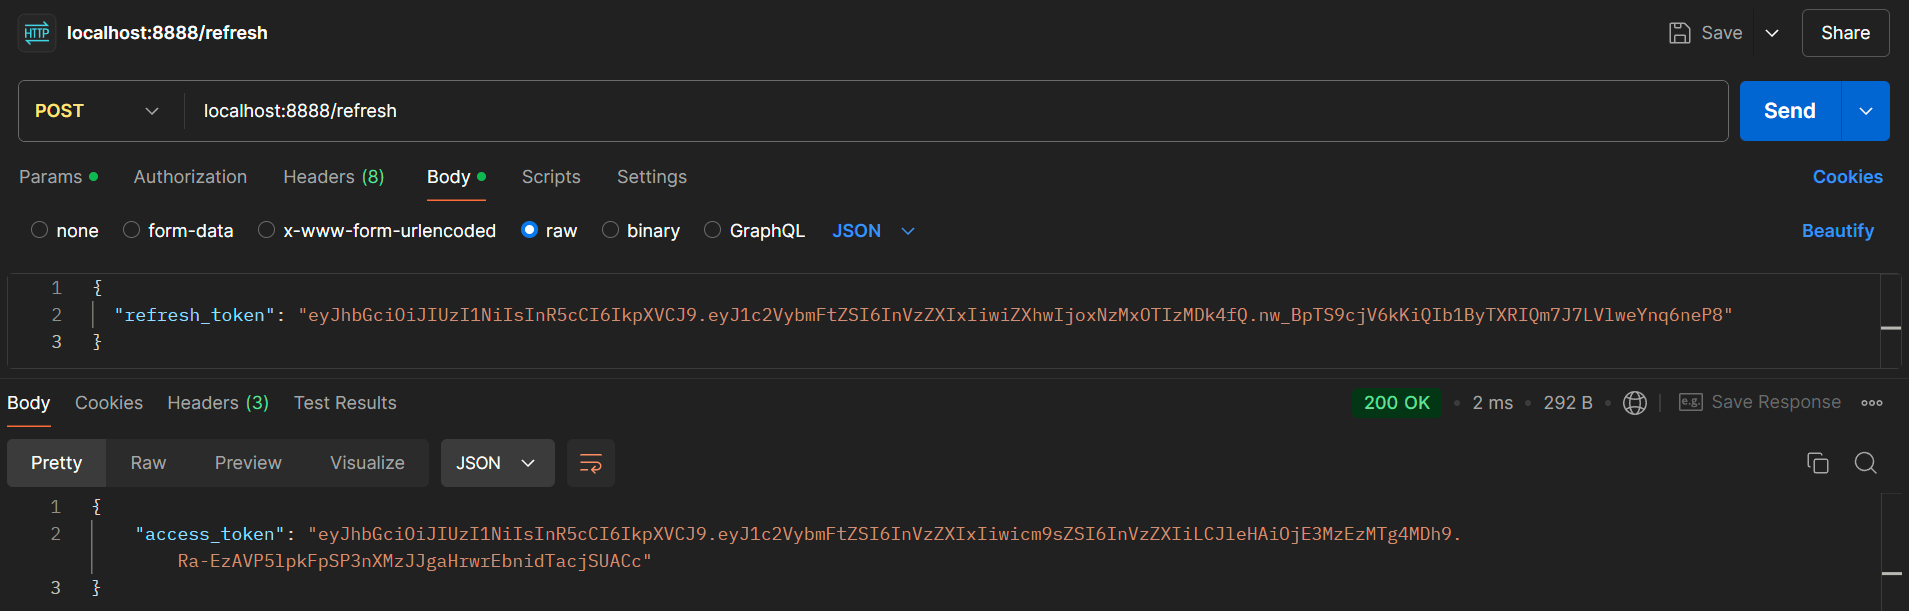 HTTP localhost:8888/refresh Save Share
POST localhost:8888/refresh Send
Params Authorization Headers (8) Body Scripts Settings Cookies
none form-data x-www-form-urlencoded raw binary GraphQL JSON Beautify
1 {
2 "refresh_token": "eyJhbGciOiJIUzI1NiIsInR5cCI6IkpXVCJ9.eyJ1c2VybmFtZSI6InVzZXIxIiwiZXhwIjoxNzMxOTIzMDk4fQ.nw_BpTS9cjV6kKiQIb1ByTXRIQm7J7LVlweYnq6neP8"
3 }
Body Cookies Headers (3) Test Results 200 OK • 2 ms • 292 B • e.g. Save Response
Pretty Raw Preview Visualize JSON
1 {
2 "access_token": "eyJhbGciOiJIUzI1NiIsInR5cCI6IkpXVCJ9.eyJ1c2VybmFtZSI6InVzZXIxIiwicm9sZSI6InVzZXIiLCJleHAiOjE3MzEzMTg4MDh9.
Ra-EzAVP5lpkFpSP3nXMzJJgaHrwrEbnidTacjSUACc"
3 }